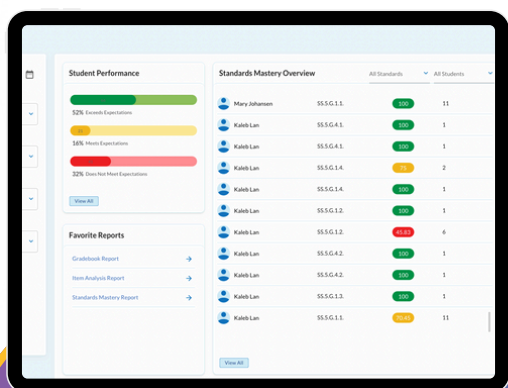 Student Performance
52% Exceeds Expectations
16% Meets Expectations
32% Does Not Meet Expectations
View All
Favorite Reports
Gradebook Report
Item Analysis Report
Standards Mastery Report
Standards Mastery Overview All Standards All Students
Mary Johansen SS.5.G.1.1. 100 11
Kaleb Lan SS.5.G.4.1. 100 1
Kaleb Lan SS.5.G.4.1. 100 1
Kaleb Lan SS.5.G.1.4. 75 2
Kaleb Lan SS.5.G.1.4. 100 1
Kaleb Lan SS.5.G.1.2. 100 1
Kaleb Lan SS.5.G.1.2. 45.83 6
Kaleb Lan SS.5.G.4.2. 100 1
Kaleb Lan SS.5.G.4.2. 100 1
Kaleb Lan SS.5.G.1.3. 100 1
Kaleb Lan SS.5.G.1.1. 11
View All